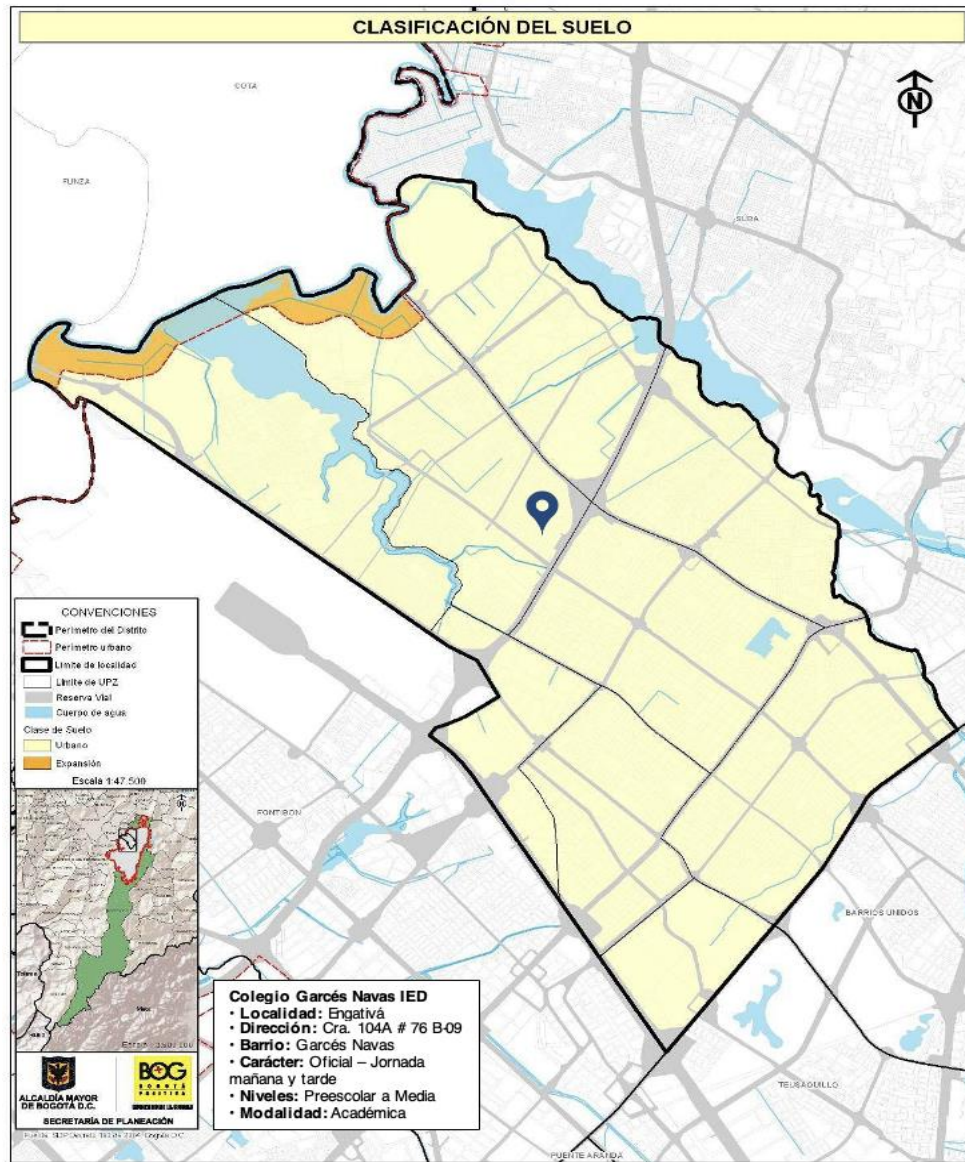 CLASIFICACIÓN DEL SUELO
COTA
FUNZA
N
SUBA
CONVENCIONES
Perímetro del Distrito
Perímetro urbano
Límite de localidad
Límite de UPZ
Reserva Vial
Cuerpo de agua
Clase de Suelo
Urbano
Expansión
Escala 1:47.500
FONTIBON
BARRIOS UNIDOS
TEUSAQUILLO
PUENTE ARANDA
Meta
ALCALDÍA MAYOR
DE BOGOTÁ D.C.
BOG
BOGOTÁ
POSITIVA
SECRETARÍA DE PLANEACIÓN
Colegio Garcés Navas IED
• Localidad: Engativá
• Dirección: Cra. 104A # 76 B-09
• Barrio: Garcés Navas
• Carácter: Oficial – Jornada
mañana y tarde
• Niveles: Preescolar a Media
• Modalidad: Académica